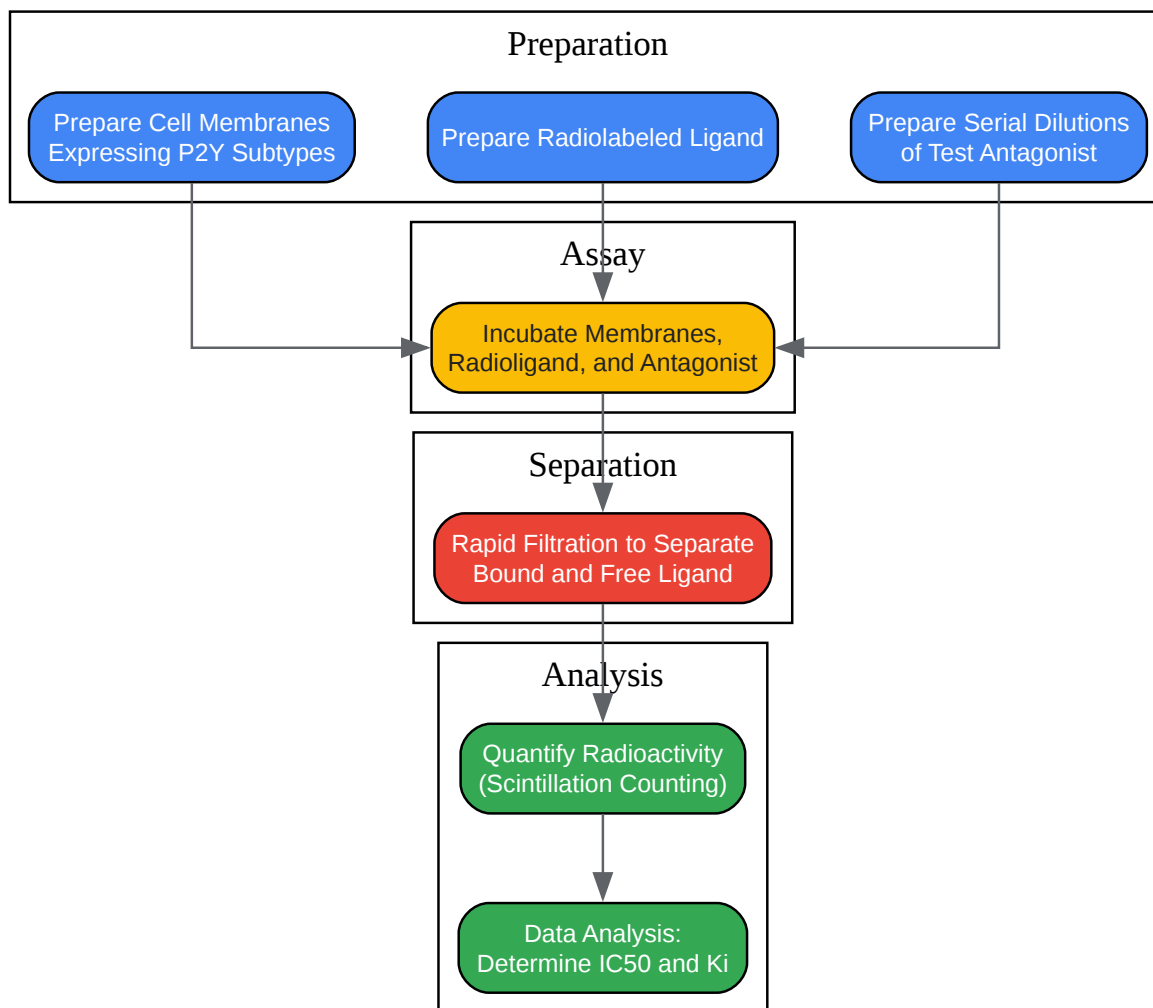 Preparation
Prepare Cell Membranes
Expressing P2Y Subtypes
Prepare Radiolabeled Ligand
Prepare Serial Dilutions
of Test Antagonist
Assay
Incubate Membranes,
Radioligand, and Antagonist
Separation
Rapid Filtration to Separate
Bound and Free Ligand
Analysis
Quantify Radioactivity
(Scintillation Counting)
Data Analysis:
Determine IC50 and Ki